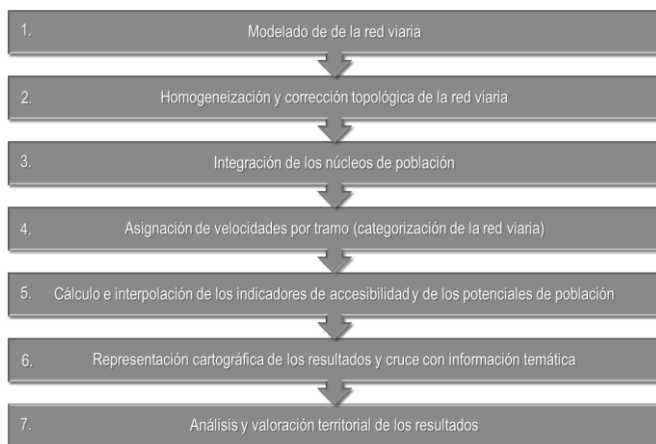 1. Modelado de de la red viaria
2. Homogeneización y corrección topológica de la red viaria
3. Integración de los núcleos de población
4. Asignación de velocidades por tramo (categorización de la red viaria)
5. Cálculo e interpolación de los indicadores de accesibilidad y de los potenciales de población
6. Representación cartográfica de los resultados y cruce con información temática
7. Análisis y valoración territorial de los resultados